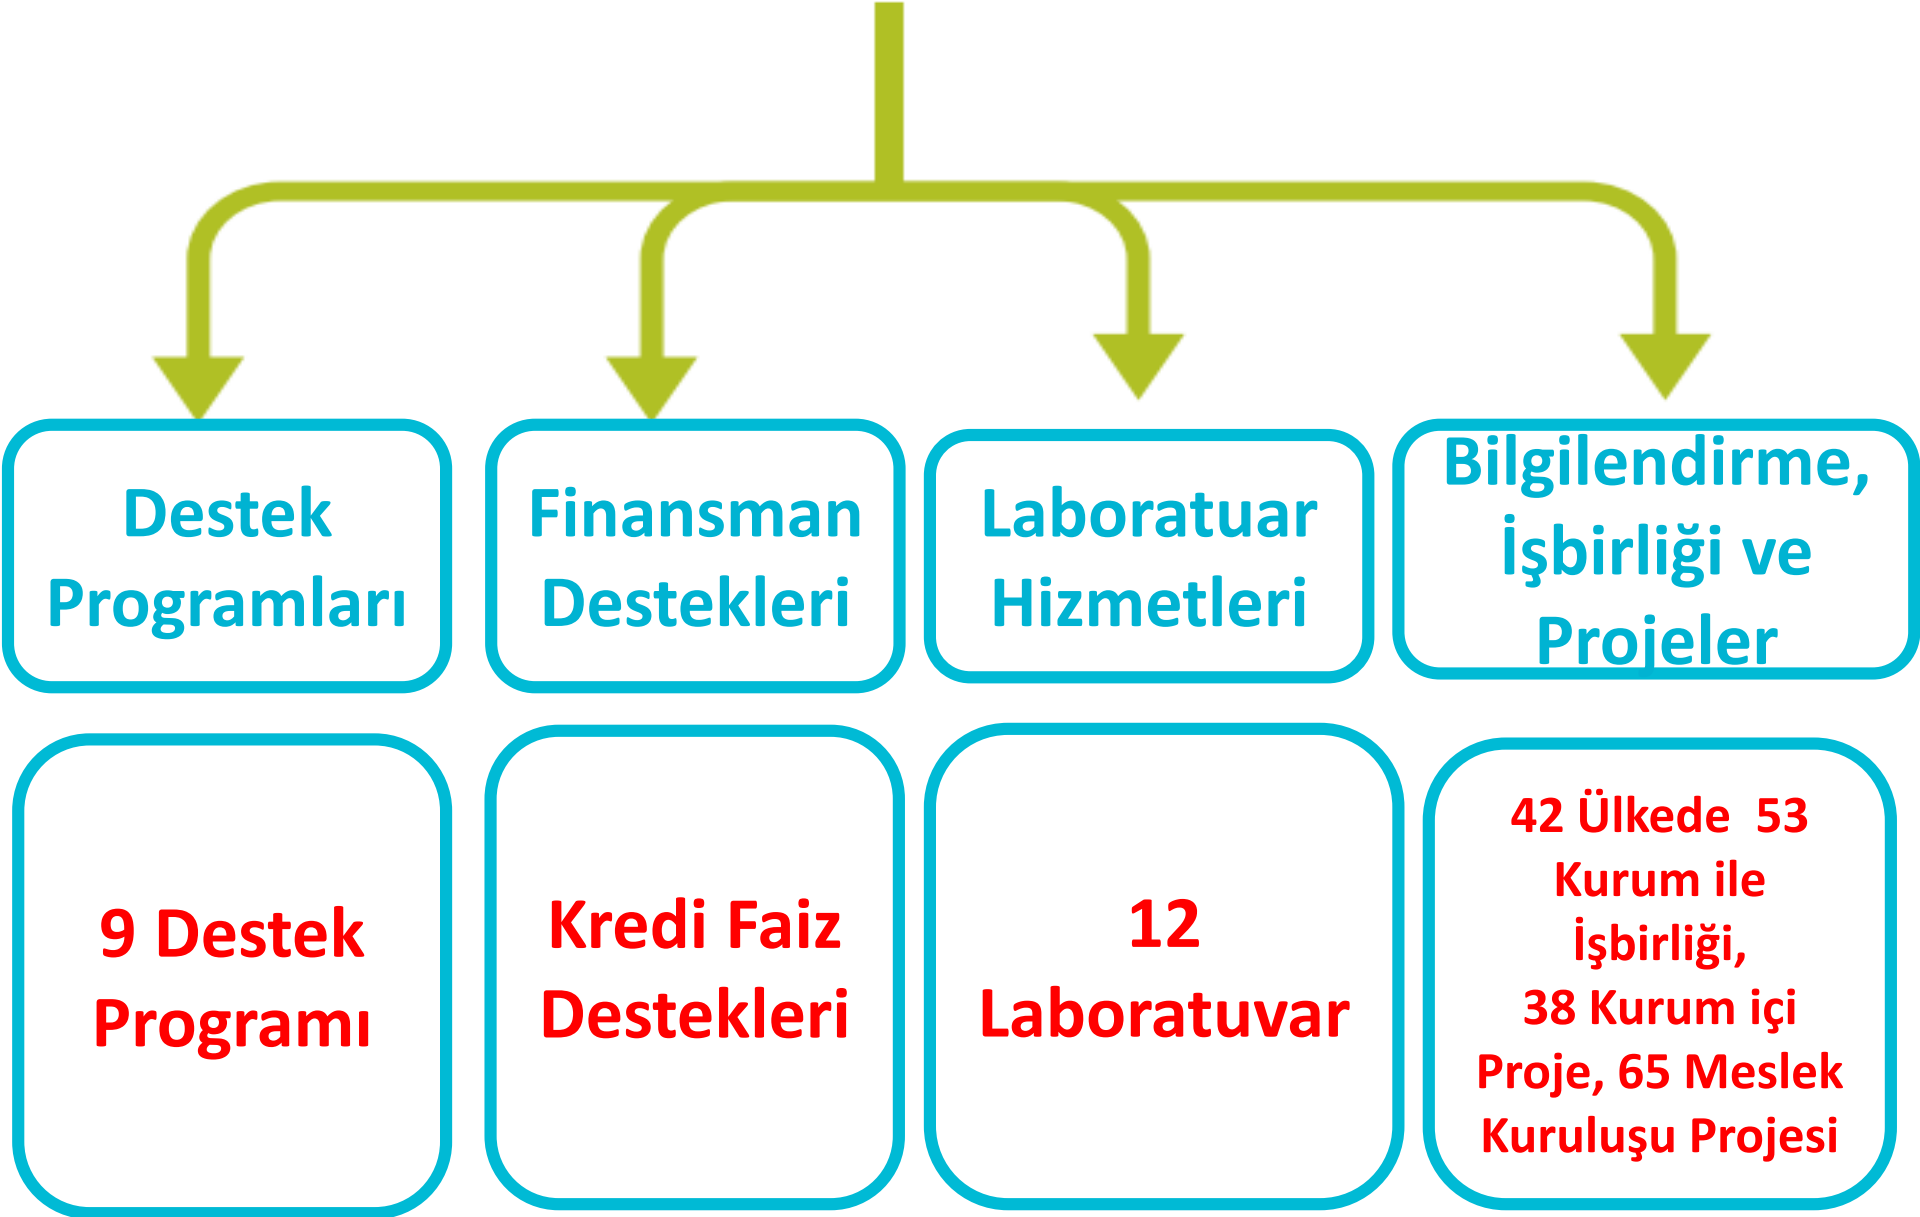 Destek
Programları
Finansman
Destekleri
Laboratuar
Hizmetleri
Bilgilendirme,
İşbirliği ve
Projeler
9 Destek
Programı
Kredi Faiz
Destekleri
12
Laboratuvar
42 Ülkede  53
Kurum ile
İşbirliği,
38 Kurum içi
Proje, 65 Meslek
Kuruluşu Projesi